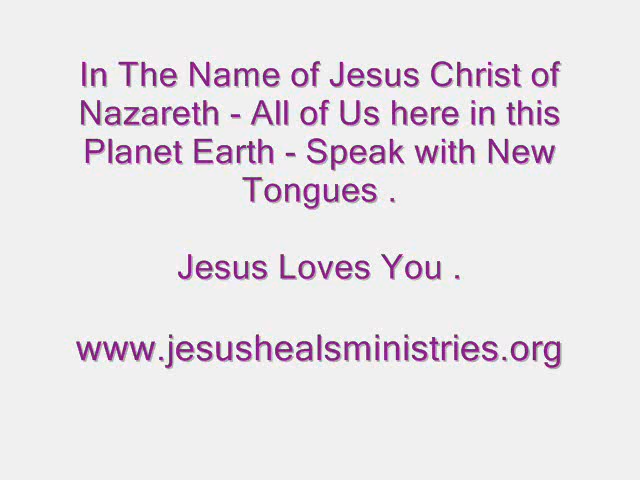 In The Name of Jesus Christ of
Nazareth - All of Us here in this
Planet Earth - Speak with New
Tongues .
Jesus Loves You .
www.jesushealsministries.org